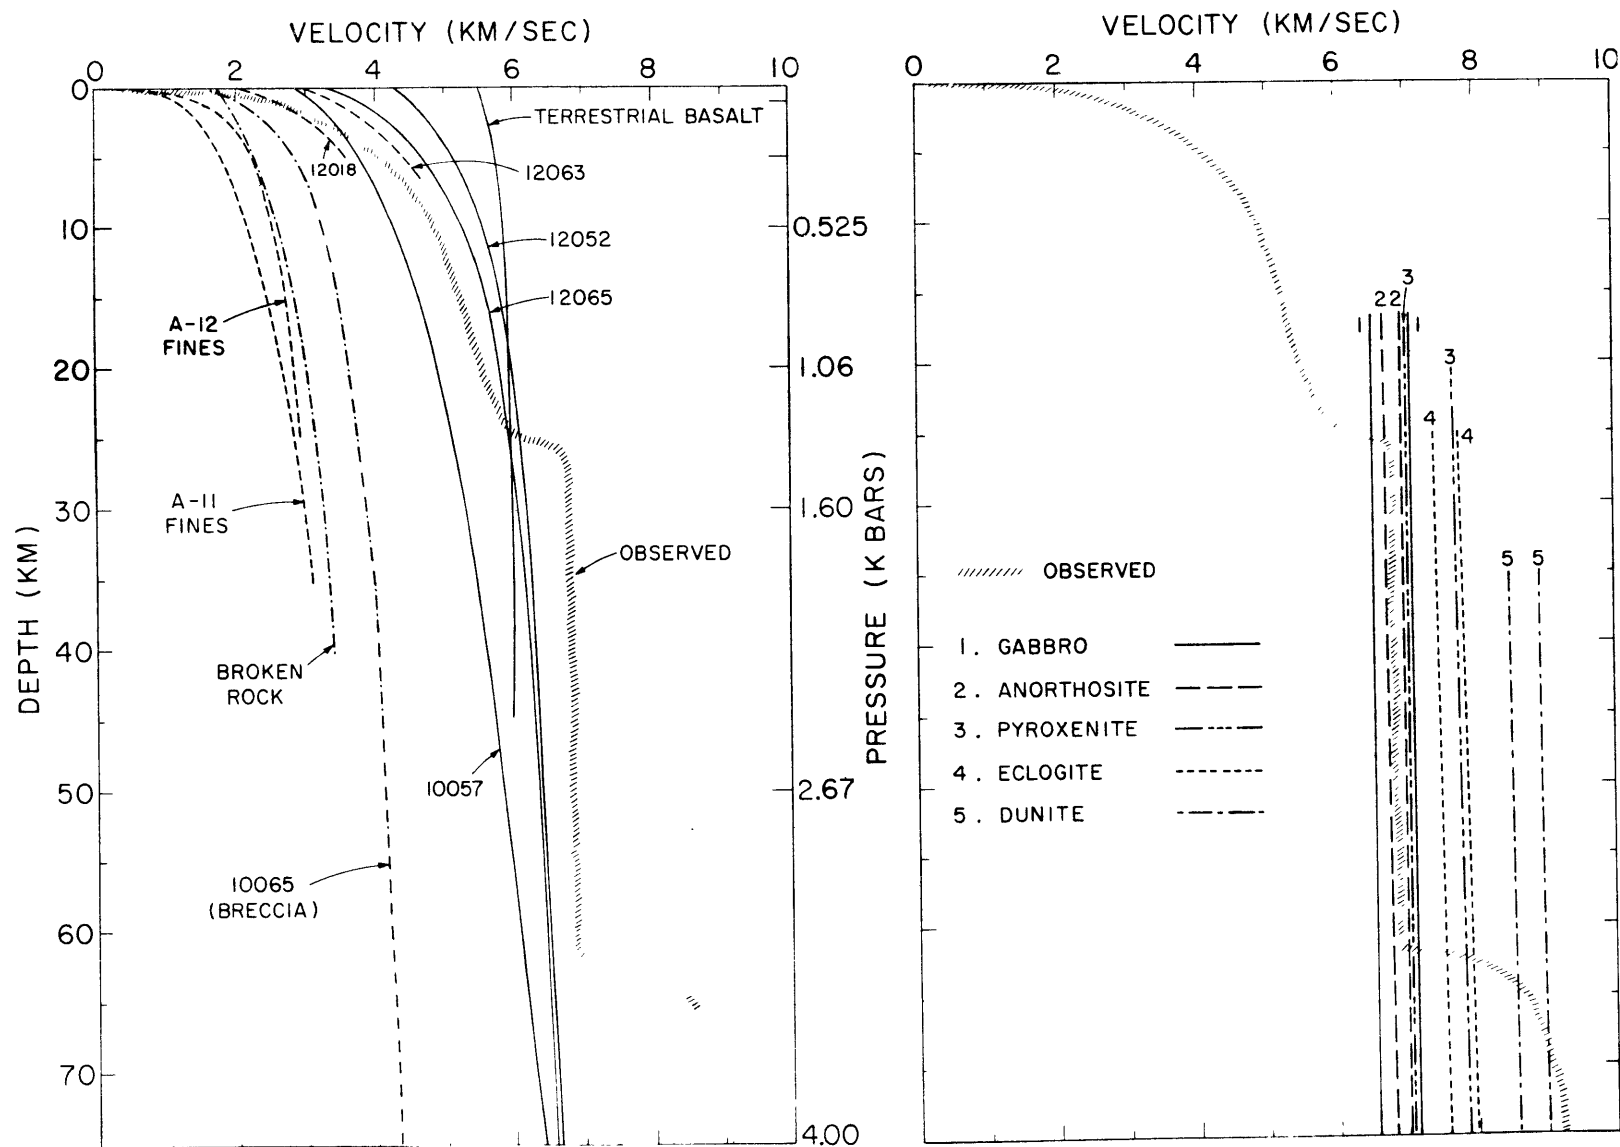 VELOCITY (KM/SEC)
0 2 4 6 8 10
0
10
20
30
40
50
60
70
DEPTH (KM)
TERRESTRIAL BASALT
12018
12063
12052
12065
A-12
FINES
A-11
FINES
OBSERVED
BROKEN
ROCK
10057
10065
(BRECCIA)
0.525
1.06
1.60
2.67
4.00
PRESSURE (K BARS)
VELOCITY (KM/SEC)
0 2 4 6 8 10
3
1 2 2 1
3
4 4
5 5
OBSERVED
1. GABBRO
2. ANORTHOSITE
3. PYROXENITE
4. ECLOGITE
5. DUNITE